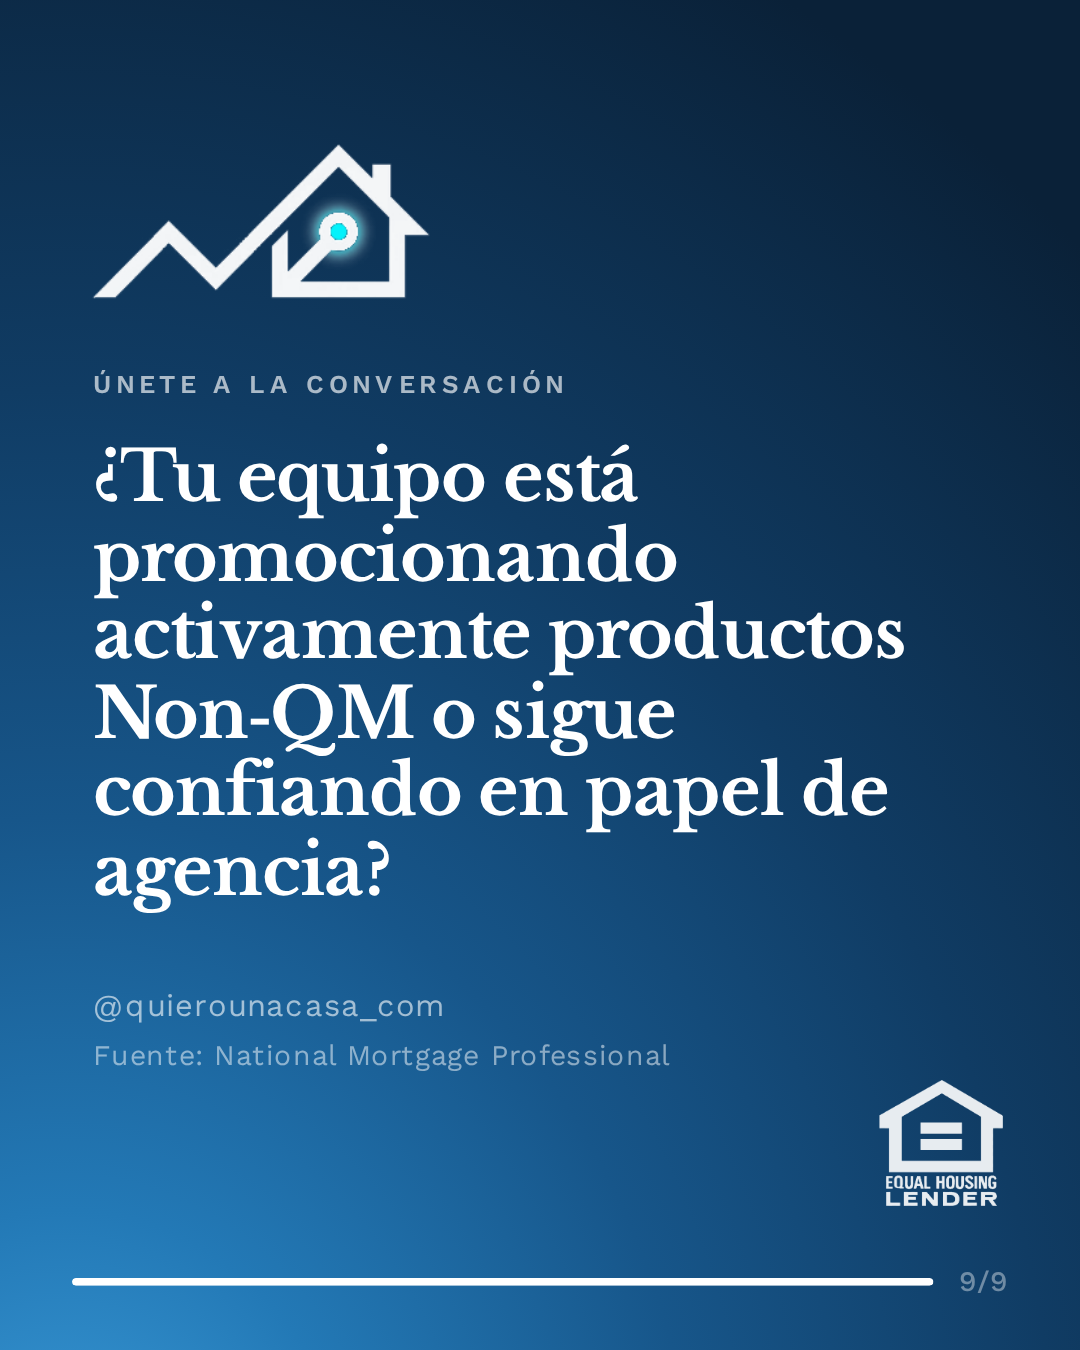 ÚNETE A LA CONVERSACIÓN
¿Tu equipo está
promocionando
activamente productos
Non-QM o sigue
confiando en papel de
agencia?
@quierounacasa_com
Fuente: National Mortgage Professional
EQUAL HOUSING
LENDER
9/9